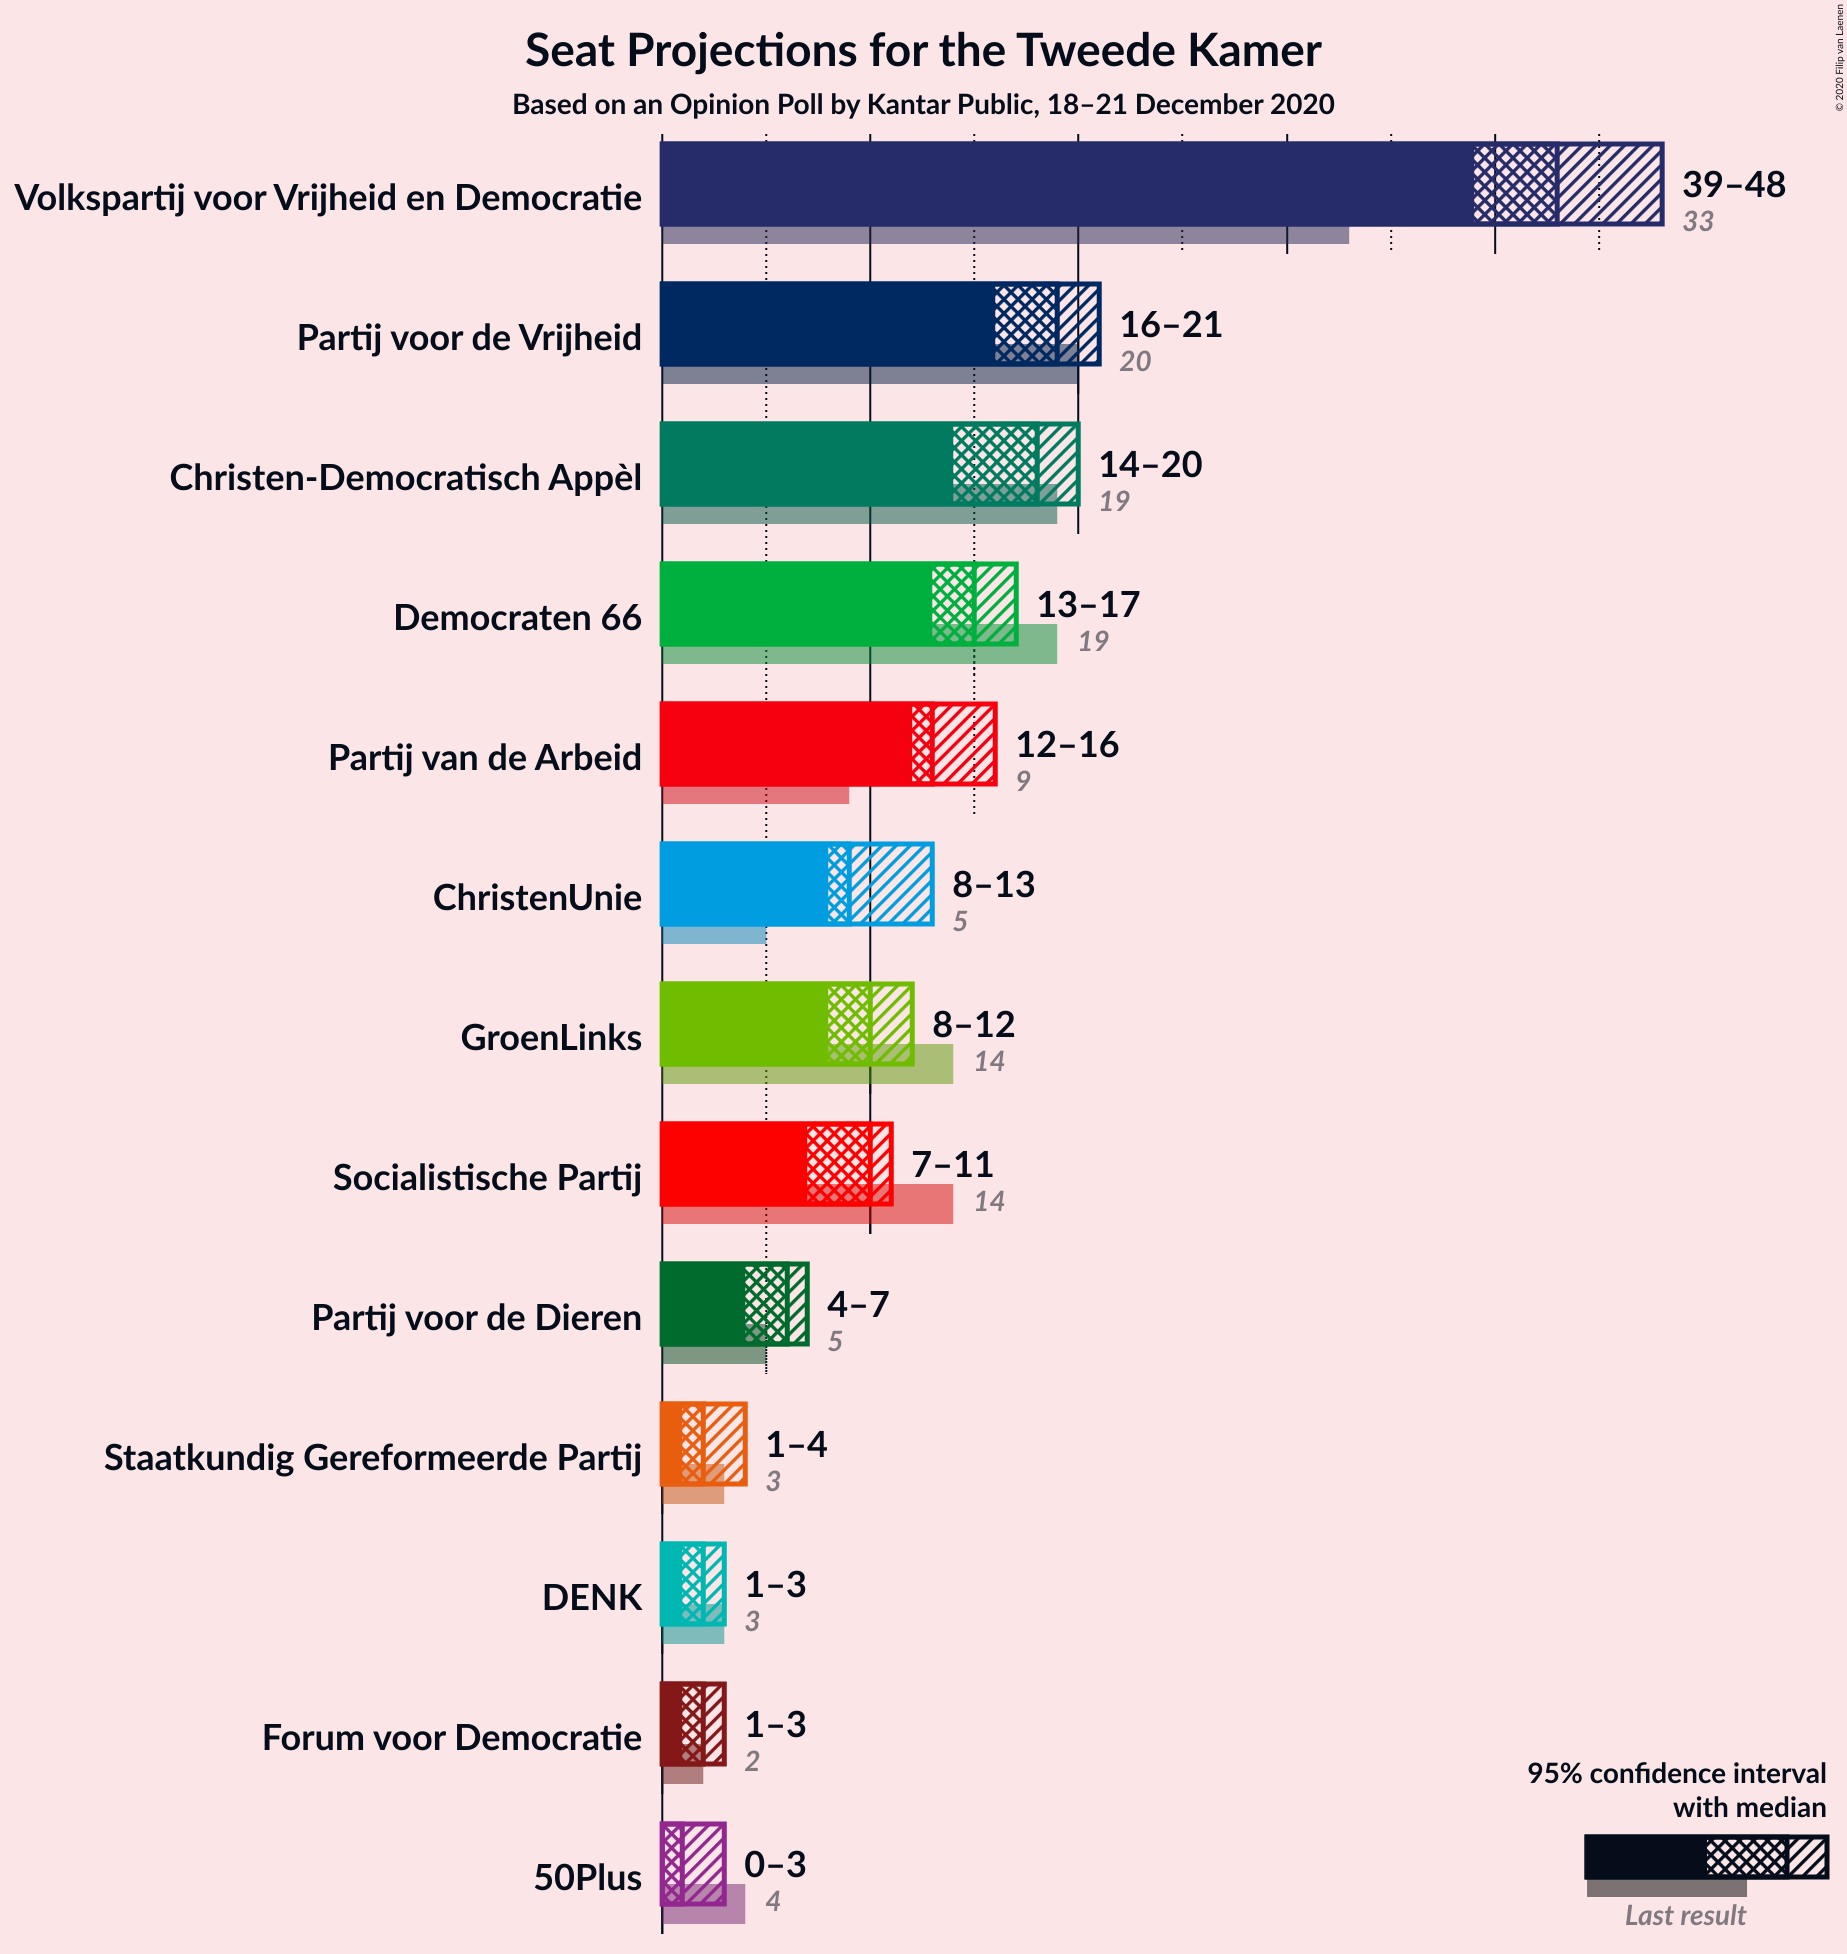 Seat Projections for the Tweede Kamer
Based on an Opinion Poll by Kantar Public, 18–21 December 2020
© 2020 Filip van Laenen
Volkspartij voor Vrijheid en Democratie
39–48
33
Partij voor de Vrijheid
16–21
20
Christen-Democratisch Appèl
14–20
19
Democraten 66
13–17
19
Partij van de Arbeid
12–16
9
ChristenUnie
8–13
5
GroenLinks
8–12
14
Socialistische Partij
7–11
14
Partij voor de Dieren
4–7
5
Staatkundig Gereformeerde Partij
1–4
3
DENK
1–3
3
Forum voor Democratie
1–3
2
50Plus
0–3
4
95% confidence interval
with median
Last result